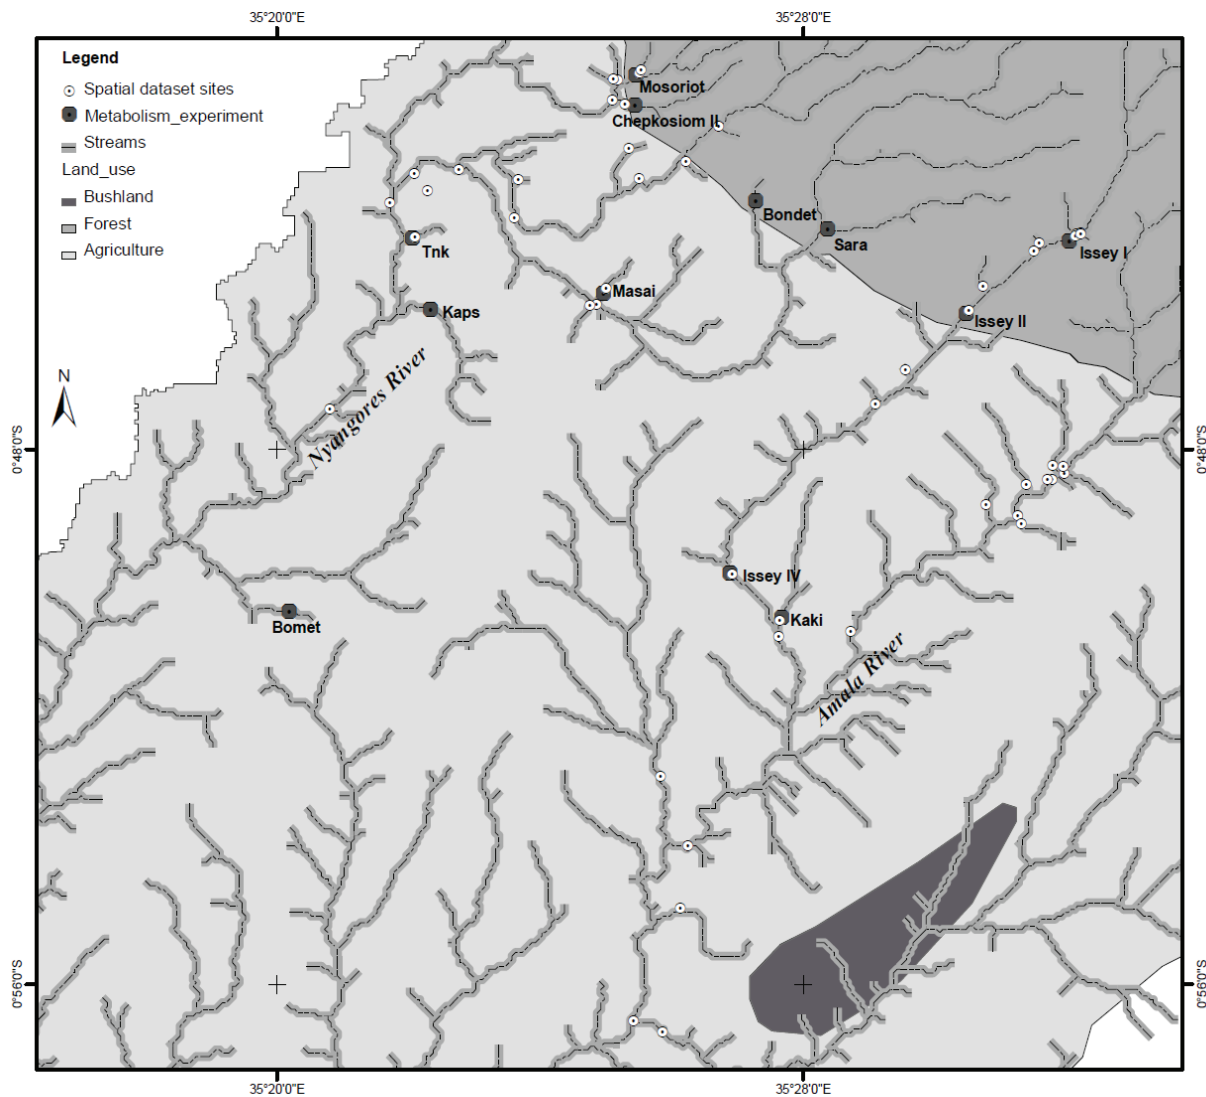 35°20'0"E
35°28'0"E
Legend
Spatial dataset sites
Metabolism_experiment
Streams
Land_use
Bushland
Forest
Agriculture
Mosoriot
Chepkosiom II
Bondet
Sara
Issey I
Tnk
Masai
Kaps
Issey II
N
Nyangores River
0°48'0"S
0°48'0"S
Issey IV
Kaki
Bomet
Amala River
0°56'0"S
0°56'0"S
35°20'0"E
35°28'0"E